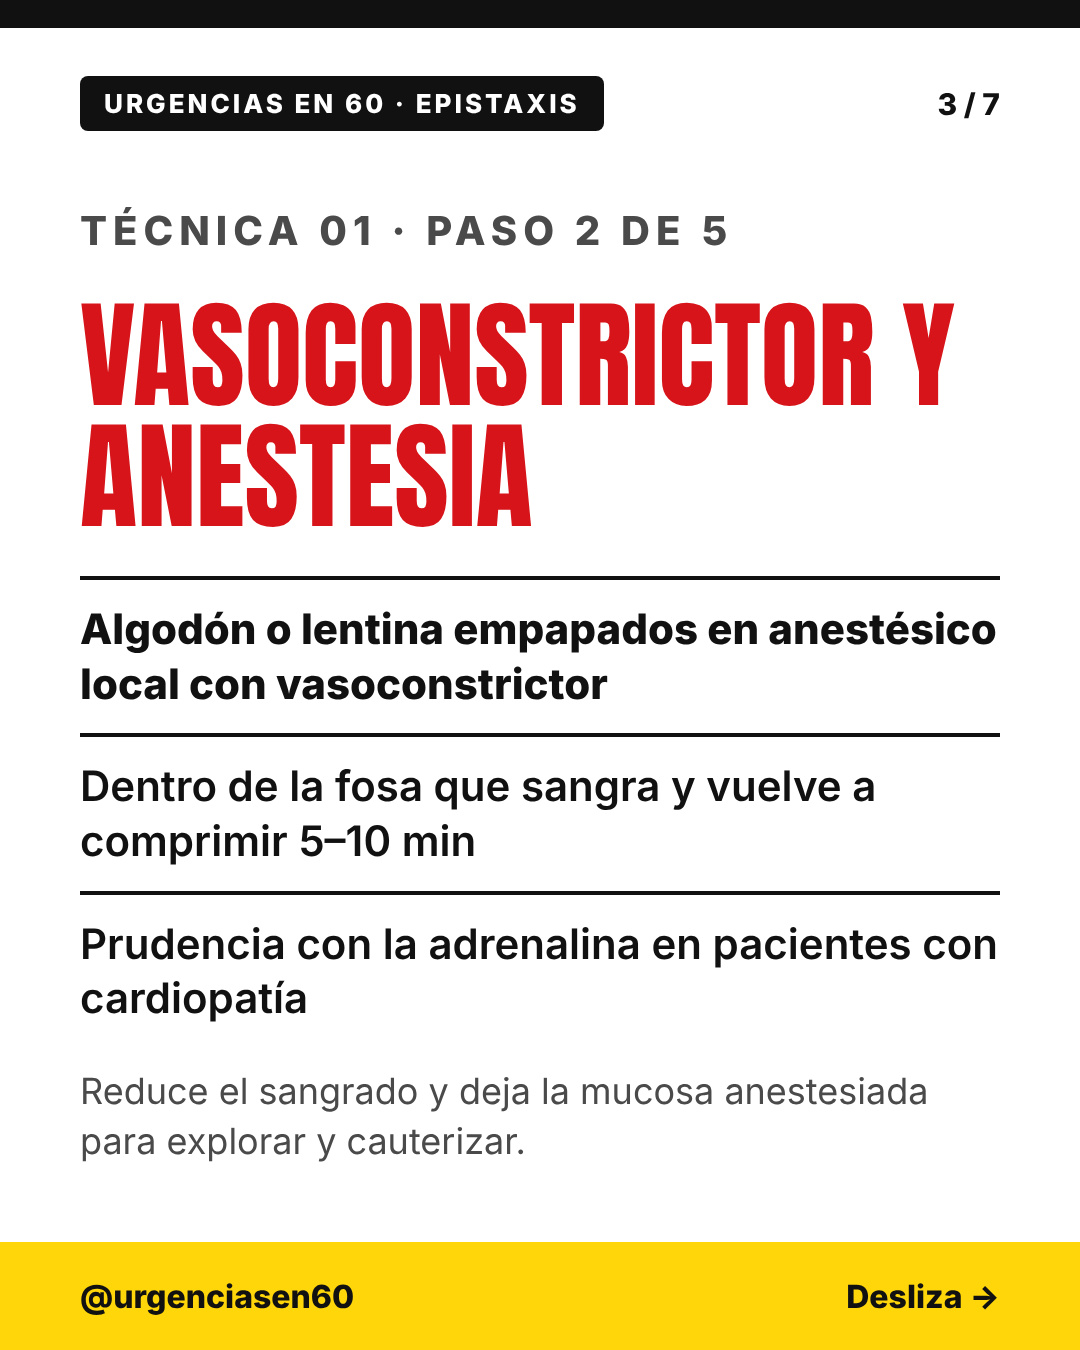 URGENCIAS EN 60 · EPISTAXIS
3 / 7
TÉCNICA 01 · PASO 2 DE 5
VASOCONSTRICTOR Y
ANESTESIA
Algodón o lentina empapados en anestésico
local con vasoconstrictor
Dentro de la fosa que sangra y vuelve a
comprimir 5–10 min
Prudencia con la adrenalina en pacientes con
cardiopatía
Reduce el sangrado y deja la mucosa anestesiada
para explorar y cauterizar.
@urgenciasen60
Desliza →